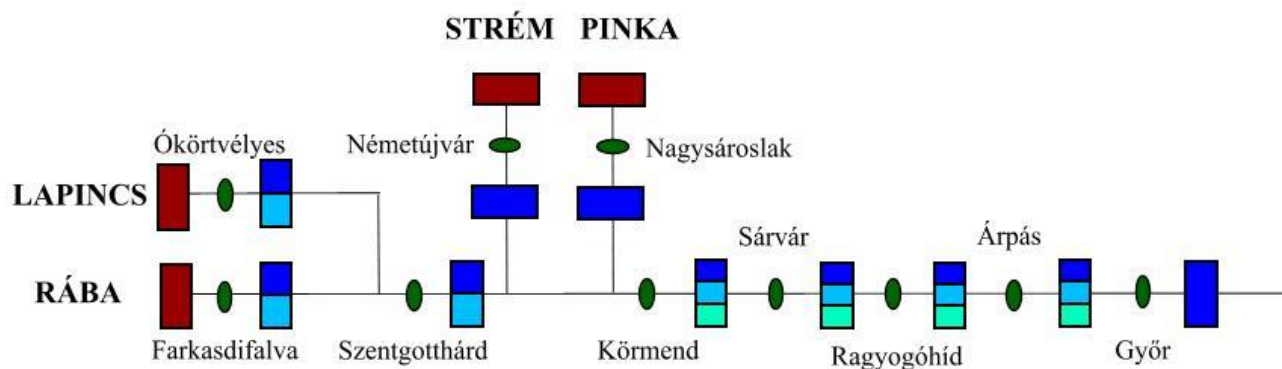 STRÉM PINKA
Ókörtvélyes
Németújvár
Nagysároslak
LAPINCS
Sárvár
Árpás
RÁBA
Farkasdifalva
Szentgotthárd
Körmend
Ragyogóhíd
Győr